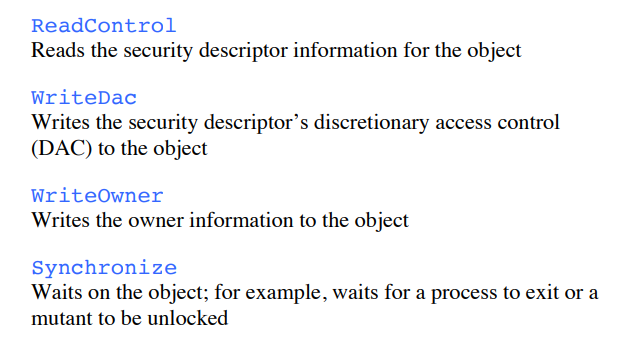 ReadControl
Reads the security descriptor information for the object
WriteDac
Writes the security descriptor’s discretionary access control
(DAC) to the object
WriteOwner
Writes the owner information to the object
Synchronize
Waits on the object; for example, waits for a process to exit or a
mutant to be unlocked